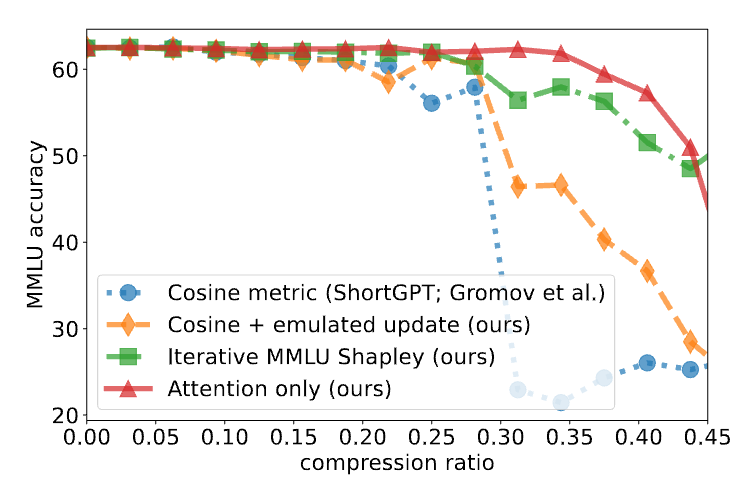 60
50
40
30
20
MMLU accuracy
Cosine metric (ShortGPT; Gromov et al.)
Cosine + emulated update (ours)
Iterative MMLU Shapley (ours)
Attention only (ours)
0.00 0.05 0.10 0.15 0.20 0.25 0.30 0.35 0.40 0.45
compression ratio